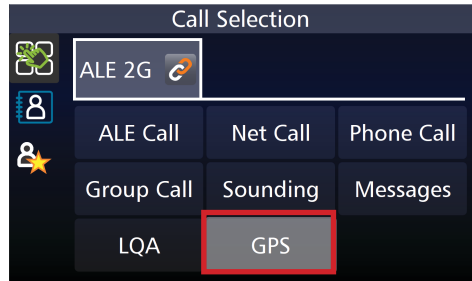 Call Selection
ALE 2G
ALE Call Net Call Phone Call
Group Call Sounding Messages
LQA GPS